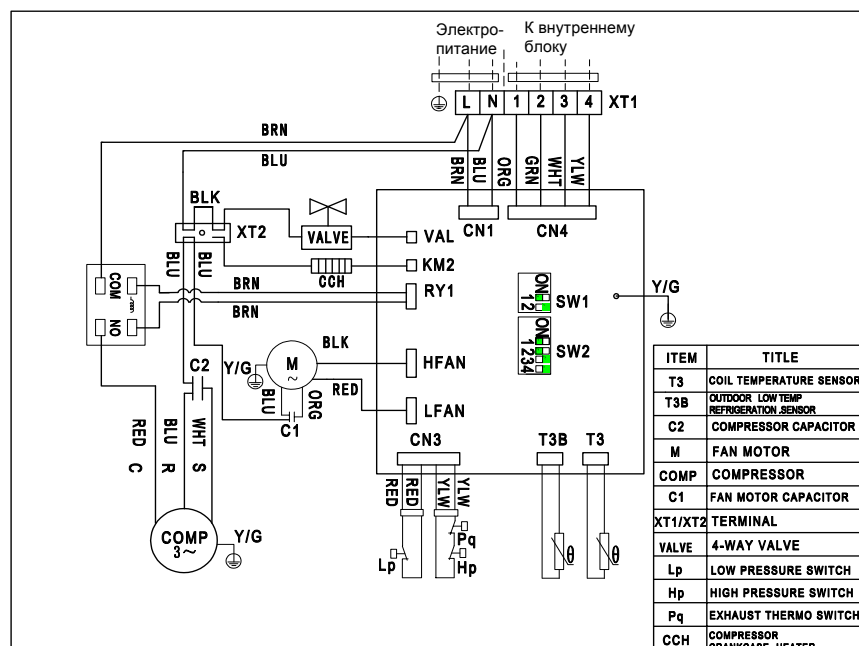 Электро-
питание
К внутреннему
блоку
L N 1 2 3 4 XT1
BRN
BLU
BRN
BLU
ORG
GRN
WHT
YLW
BLK
XT2
VALVE
VAL
CN1
CN4
BLU
BLU
CCH
KM2
COM
NO
BRN
BRN
RY1
ON
12
SW1
Y/G
ON
1234
SW2
BLK
HFAN
C2
Y/G
M
~
RED
LFAN
BLU
ORG
C1
RED C
BLU R
WHT S
CN3
T3B
T3
RED
RED
YLW
YLW
COMP
3~
Y/G
Lp
Pq
Hp
θ
θ
ITEM TITLE
T3 COIL TEMPERATURE SENSOR
T3B OUTDOOR LOW TEMP
REFRIGERATION .SENSOR
C2 COMPRESSOR CAPACITOR
M FAN MOTOR
COMP COMPRESSOR
C1 FAN MOTOR CAPACITOR
XT1/XT2 TERMINAL
VALVE 4-WAY VALVE
Lp LOW PRESSURE SWITCH
Hp HIGH PRESSURE SWITCH
Pq EXHAUST THERMO SWITCH
CCH COMPRESSOR
CRANKCASE HEATER